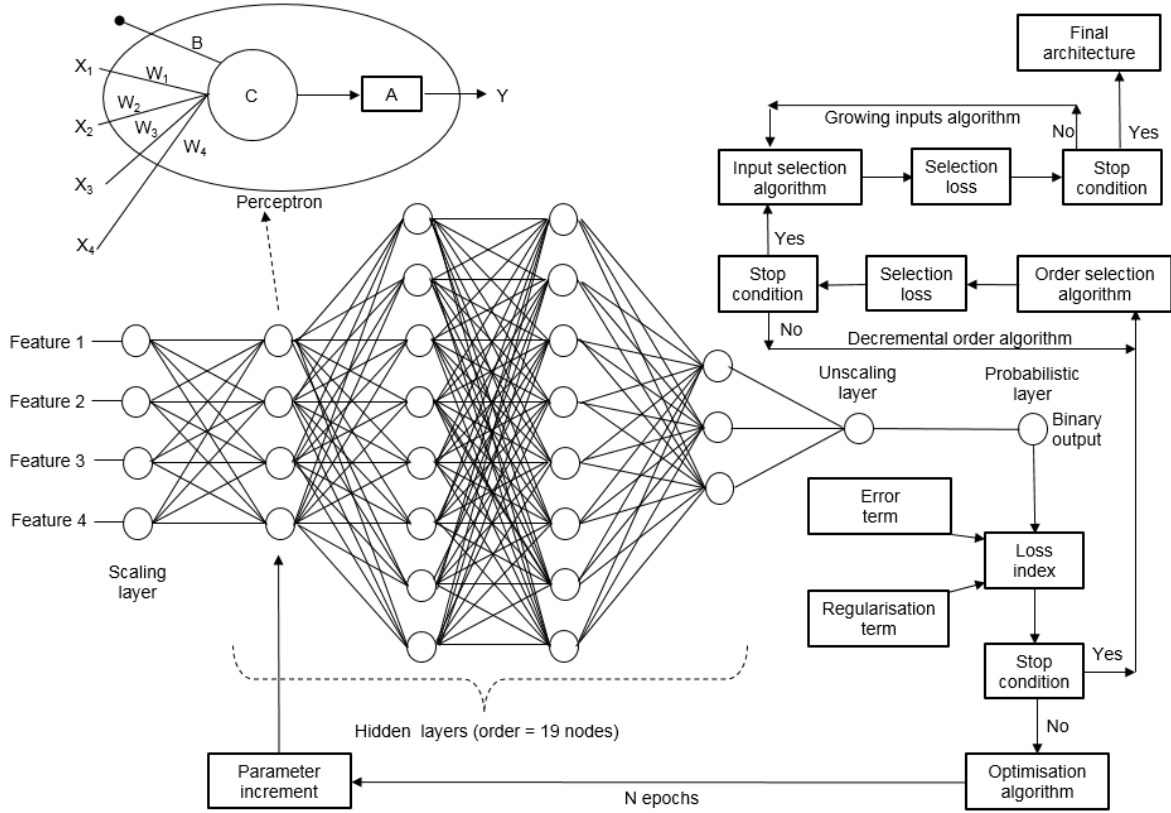 B
X1
W1
W2
X2
W3
W4
X3
X4
C
A
Y
Perceptron
Final
architecture
Growing inputs algorithm
No
Yes
Input selection
algorithm
Selection
loss
Stop
condition
Yes
Stop
condition
Selection
loss
Order selection
algorithm
No
Decremental order algorithm
Feature 1
Feature 2
Feature 3
Feature 4
Scaling
layer
Unscaling
layer
Probabilistic
layer
Binary
output
Error
term
Loss
index
Regularisation
term
Stop
condition
Yes
No
Hidden layers (order = 19 nodes)
Parameter
increment
N epochs
Optimisation
algorithm